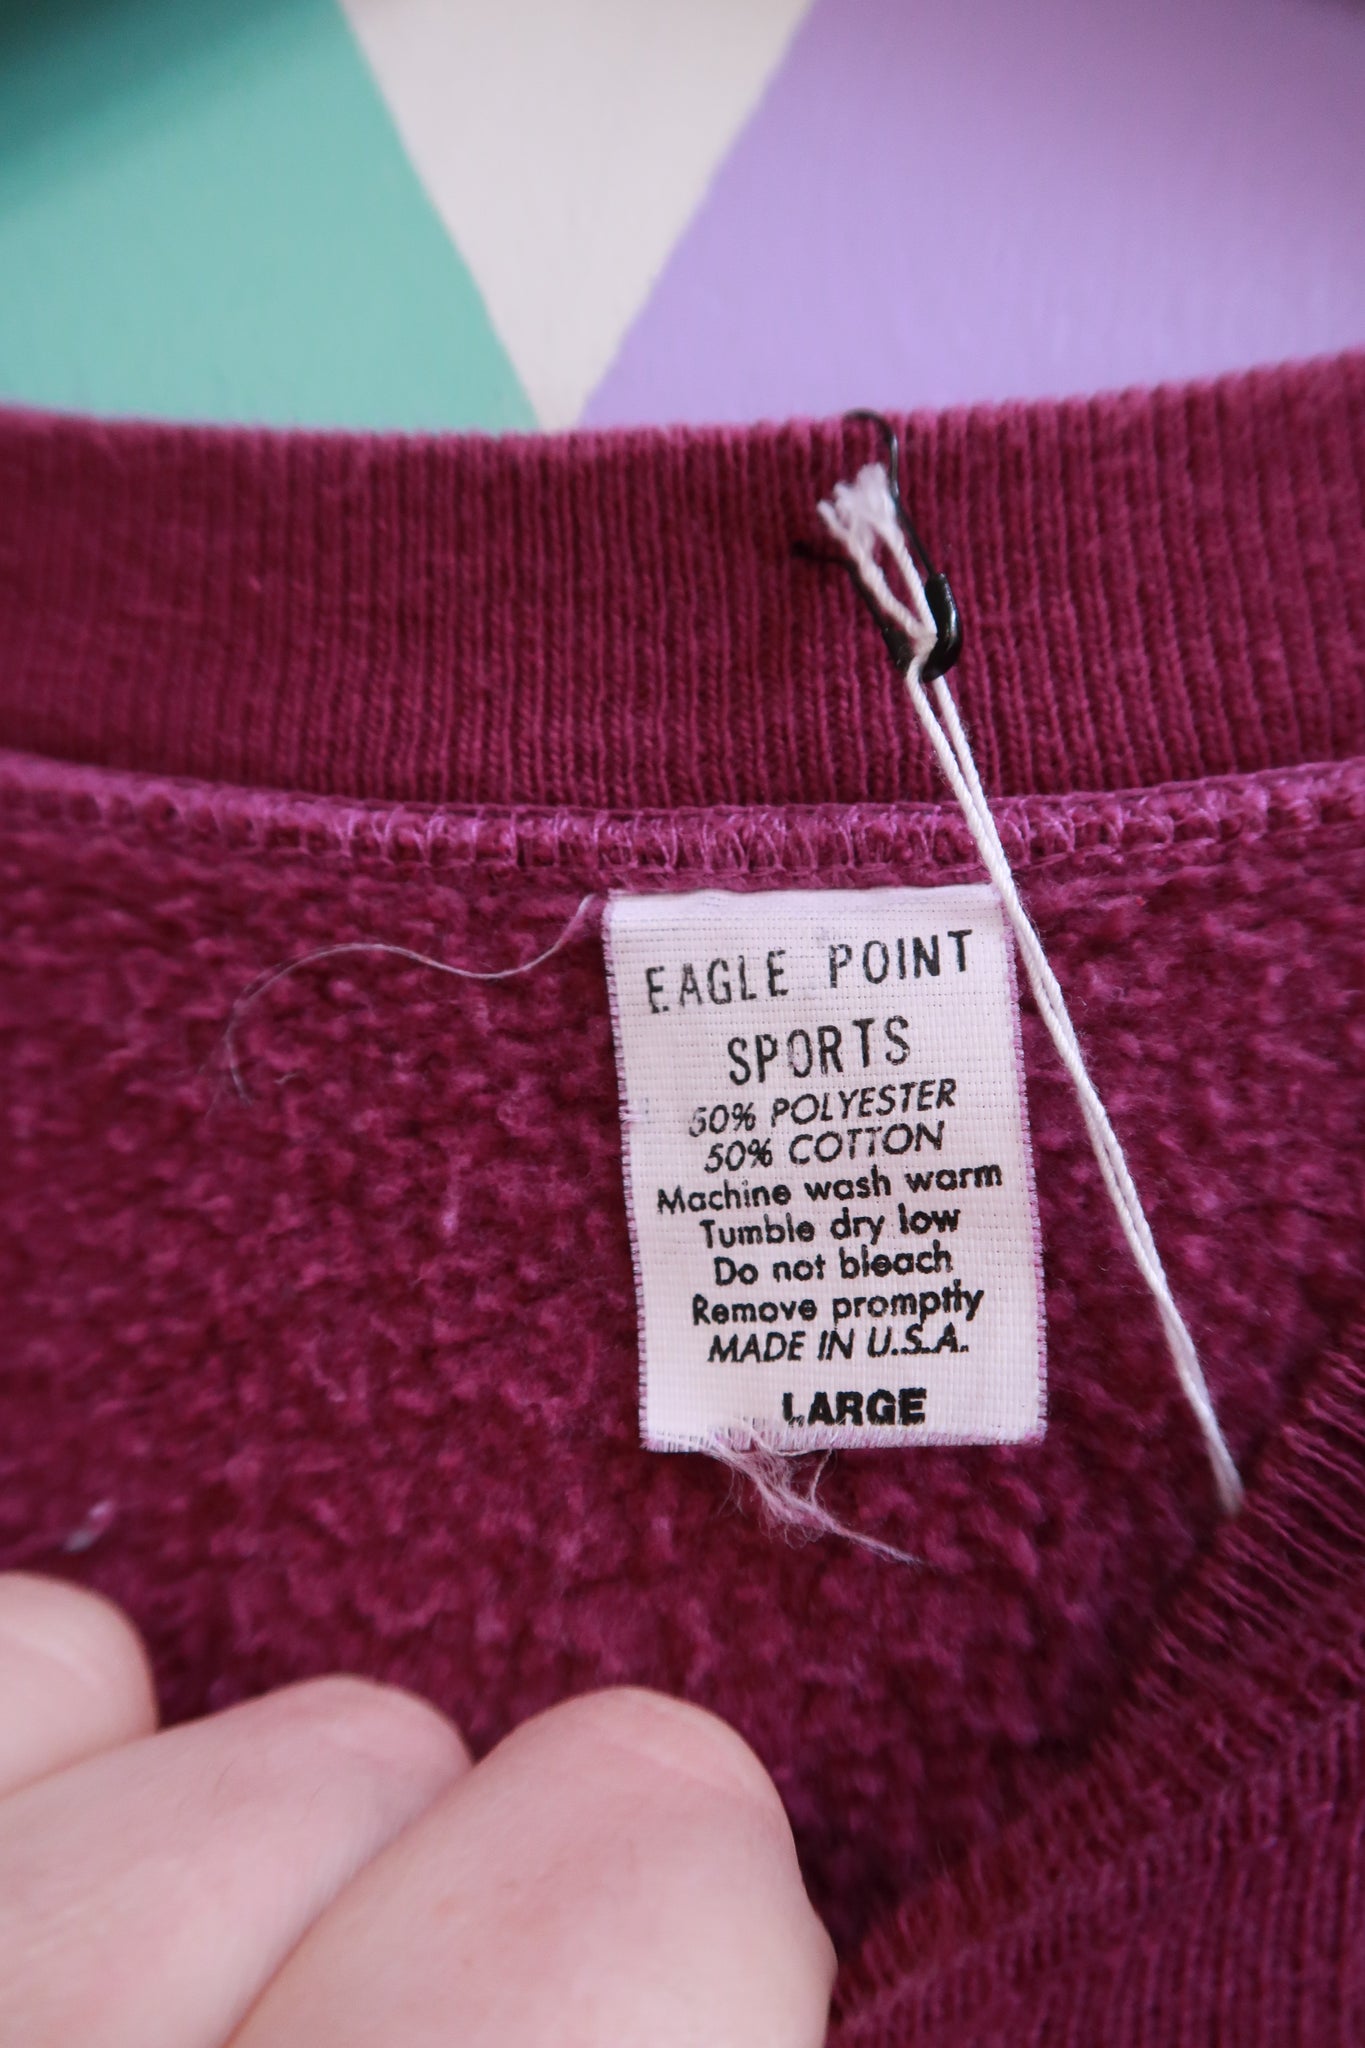 EAGLE POINT
SPORTS
50% POLYESTER
50% COTTON
Machine wash warm
Tumble dry low
Do not bleach
Remove promptly
MADE IN U.S.A.
LARGE